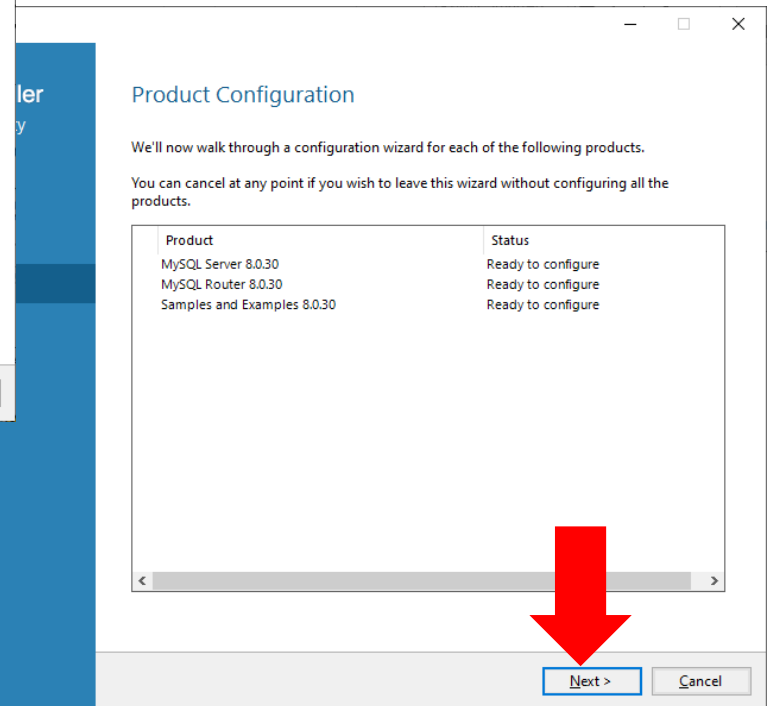 ler
y
Product Configuration
We'll now walk through a configuration wizard for each of the following products.
You can cancel at any point if you wish to leave this wizard without configuring all the
products.
Product Status
MySQL Server 8.0.30 Ready to configure
MySQL Router 8.0.30 Ready to configure
Samples and Examples 8.0.30 Ready to configure
Next > Cancel